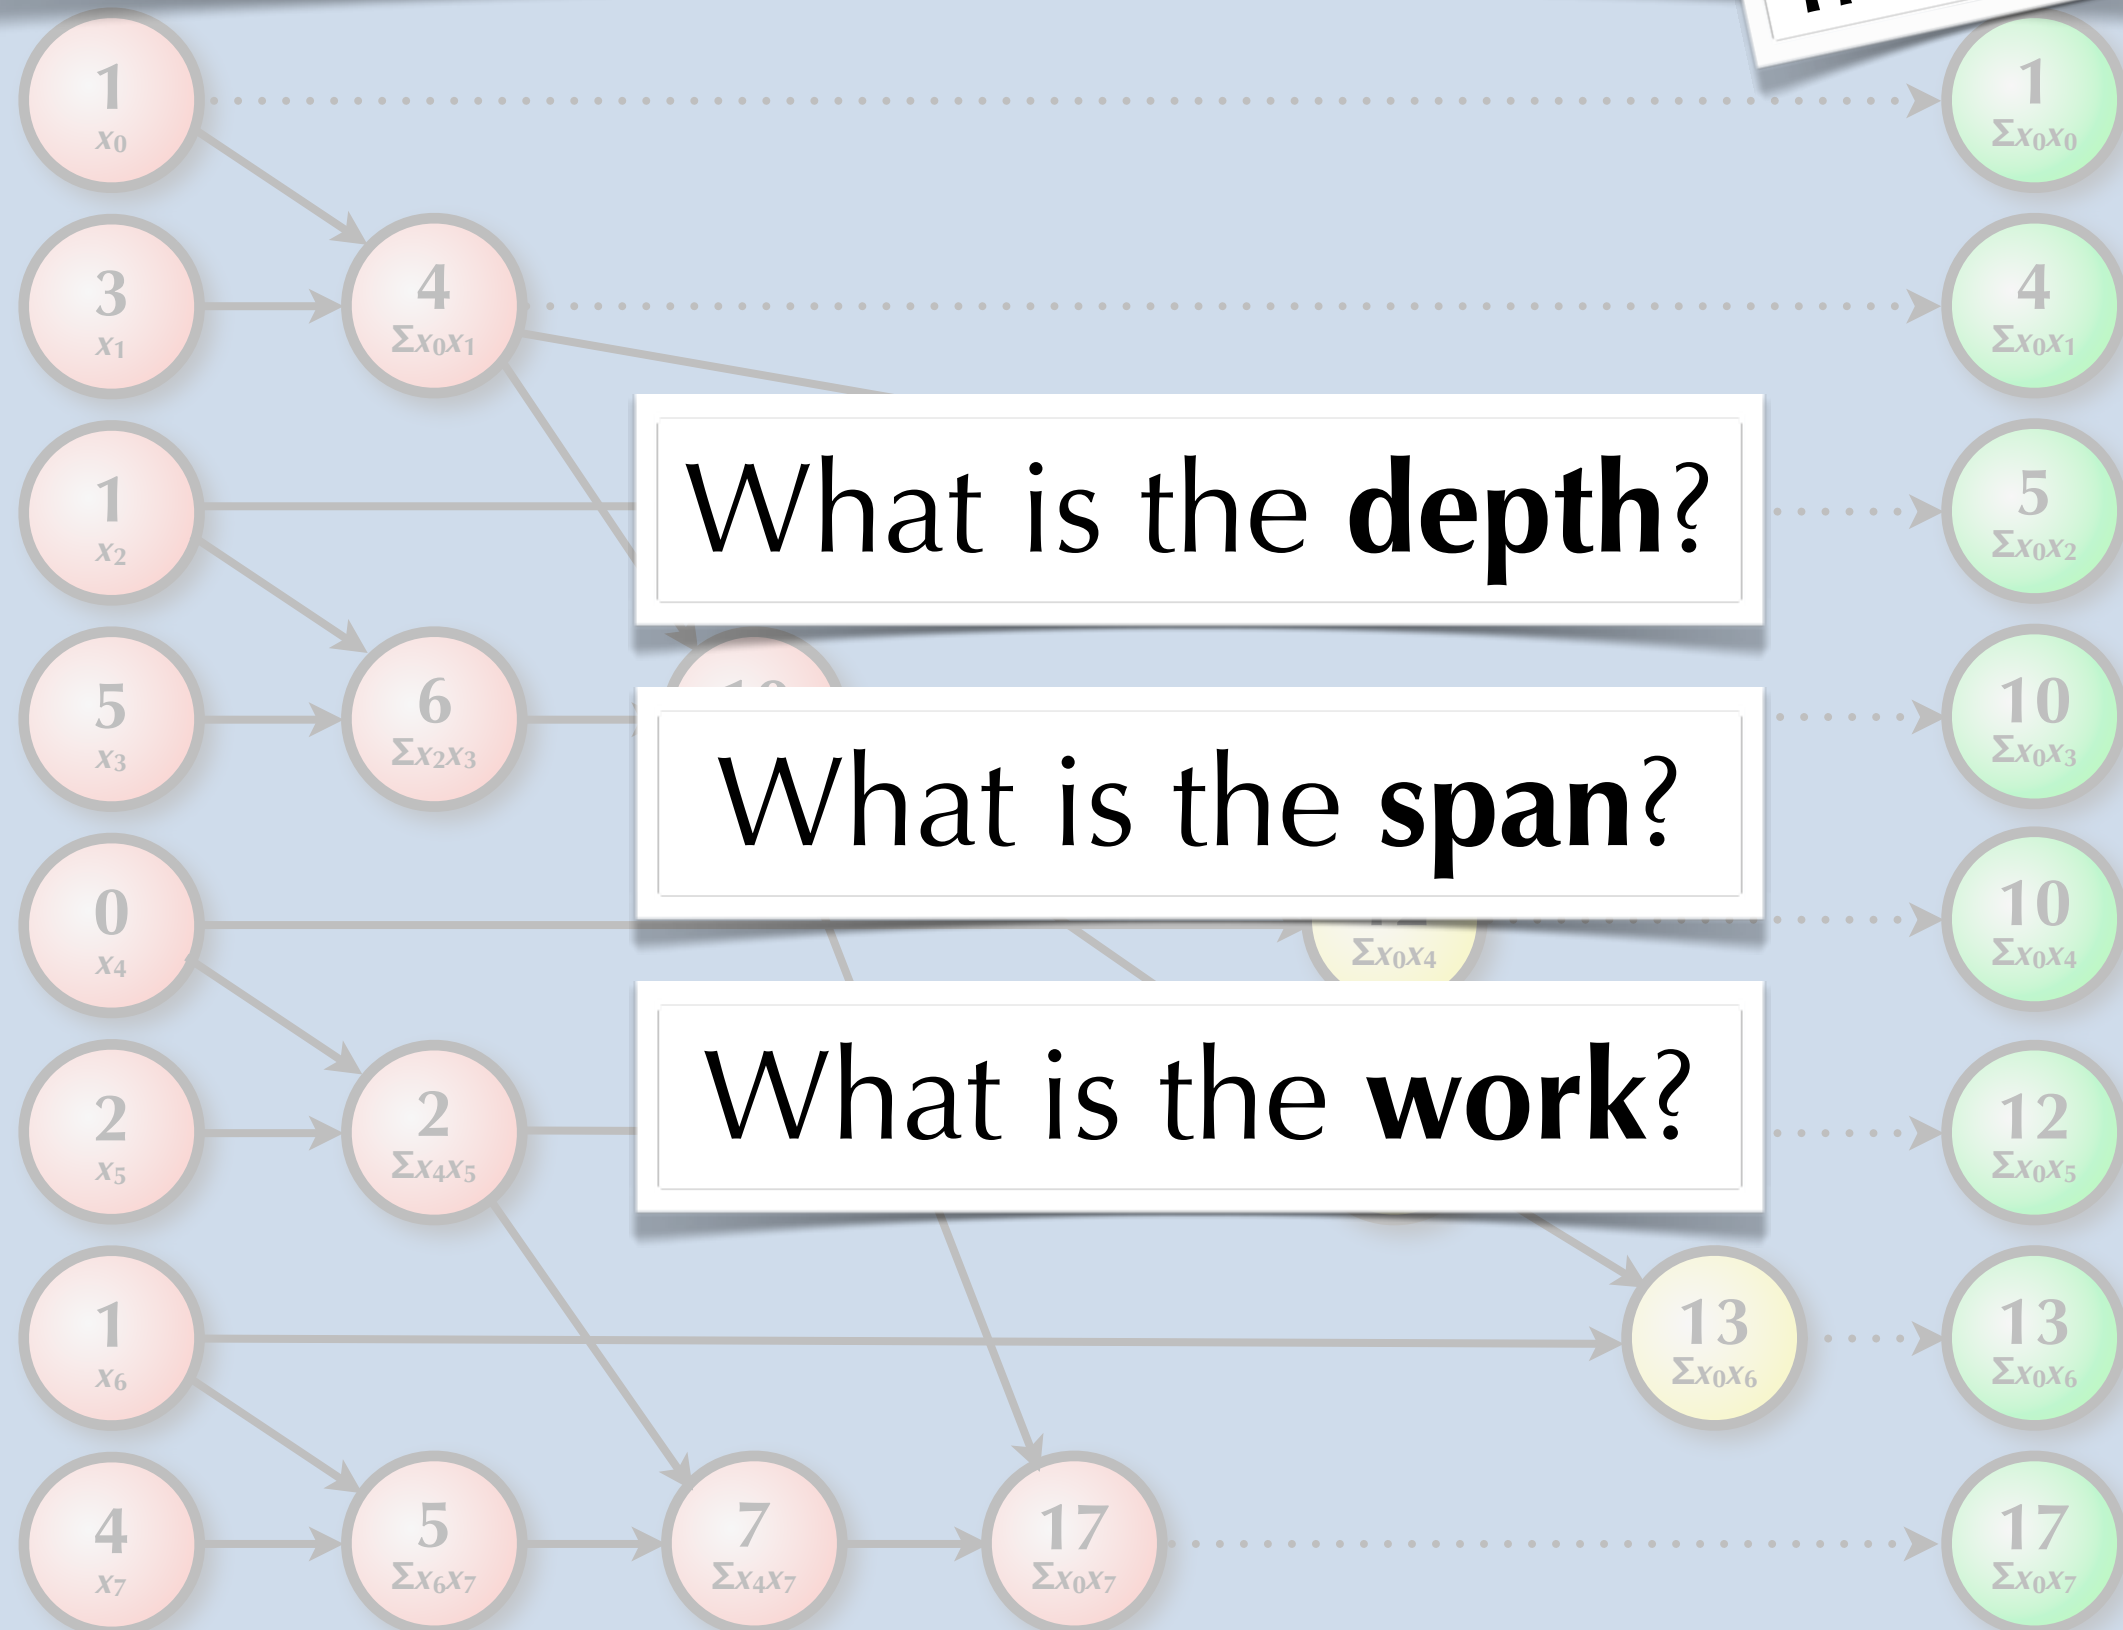 1 1
x0 Σx0x0
3 4 4
x1 Σx0x1 Σx0x1
What is the depth?
1 5
x2 Σx0x2
5 6 10
x3 Σx2x3 Σx0x3
What is the span?
0 10
x4 Σx0x4 Σx0x4
What is the work?
2 2 12
x5 Σx4x5 Σx0x5
1 13 13
x6 Σx0x6 Σx0x6
4 5 7 17 17
x7 Σx6x7 Σx4x7 Σx0x7 Σx0x7